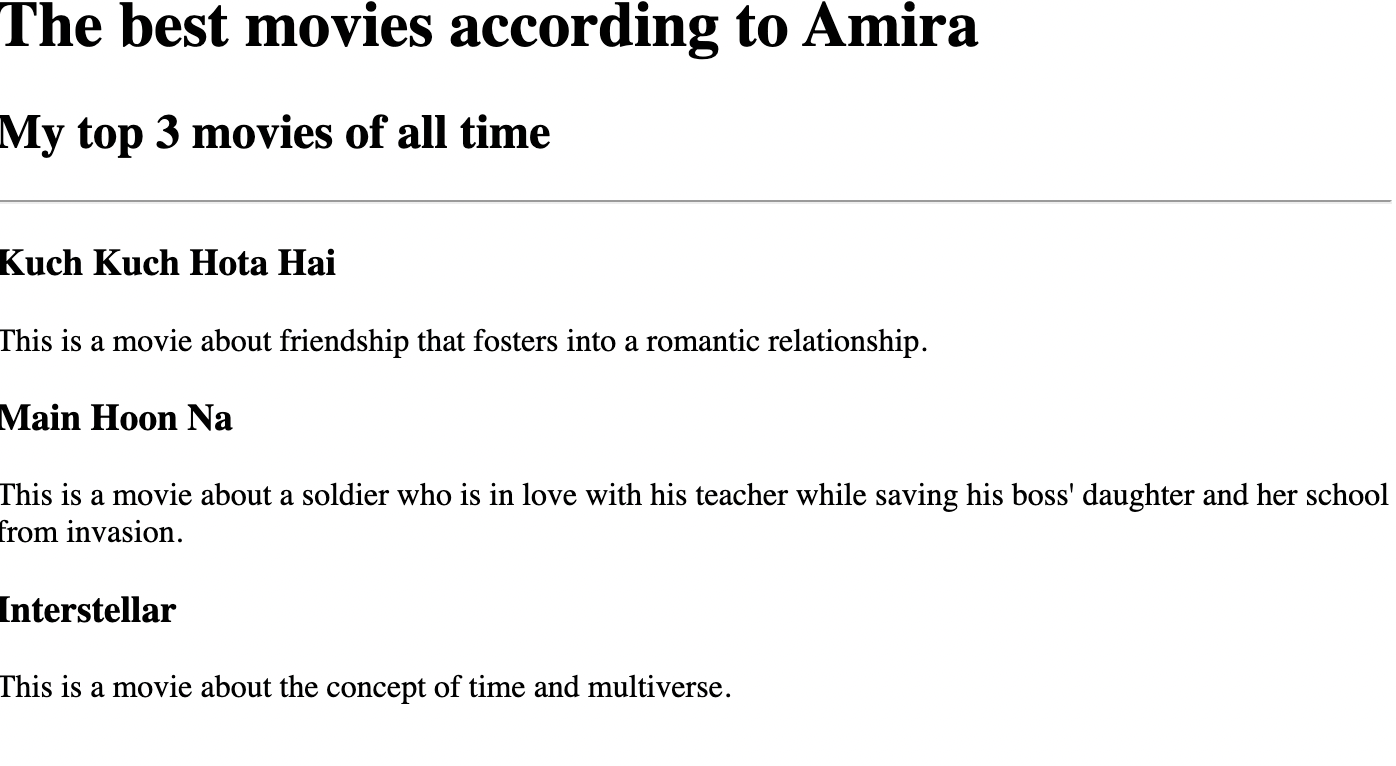 The best movies according to Amira
My top 3 movies of all time
Kuch Kuch Hota Hai
This is a movie about friendship that fosters into a romantic relationship.
Main Hoon Na
This is a movie about a soldier who is in love with his teacher while saving his boss' daughter and her school
from invasion.
Interstellar
This is a movie about the concept of time and multiverse.